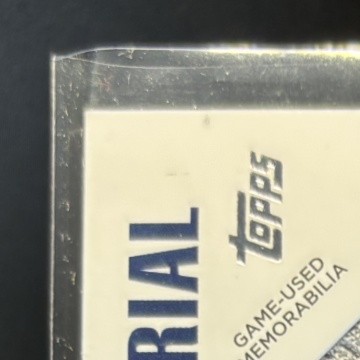 RIAL
topps
GAME-USED
MEMORABILIA